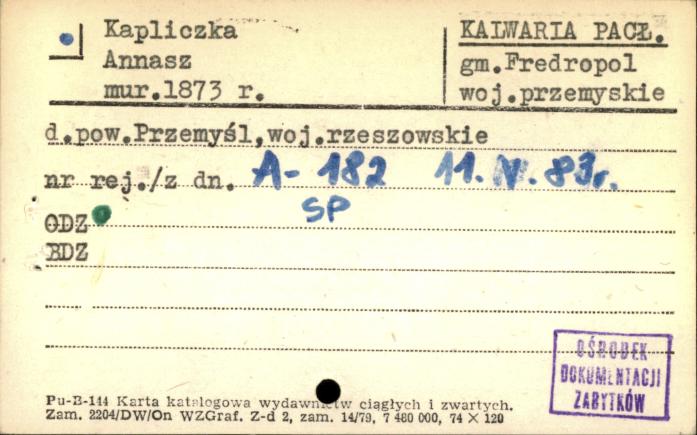 Kapliczka
Annasz
mur.1873 r.
KALWARIA PACŁ.
gm.Fredropol
woj.przemyskie
d.pow.Przemyśl,woj.rzeszowskie
nr rej./z dn. A-182 11.IV.83r.
SP
ODZ
BDZ
OŚRODEK
DOKUMENTACJI
ZABYTKÓW
Pu-B-144 Karta katalogowa wydawnictw ciągłych i zwartych.
Zam. 2204/DW/On WZGraf. Z-d 2, zam. 14/79, 7 480 000, 74 × 120